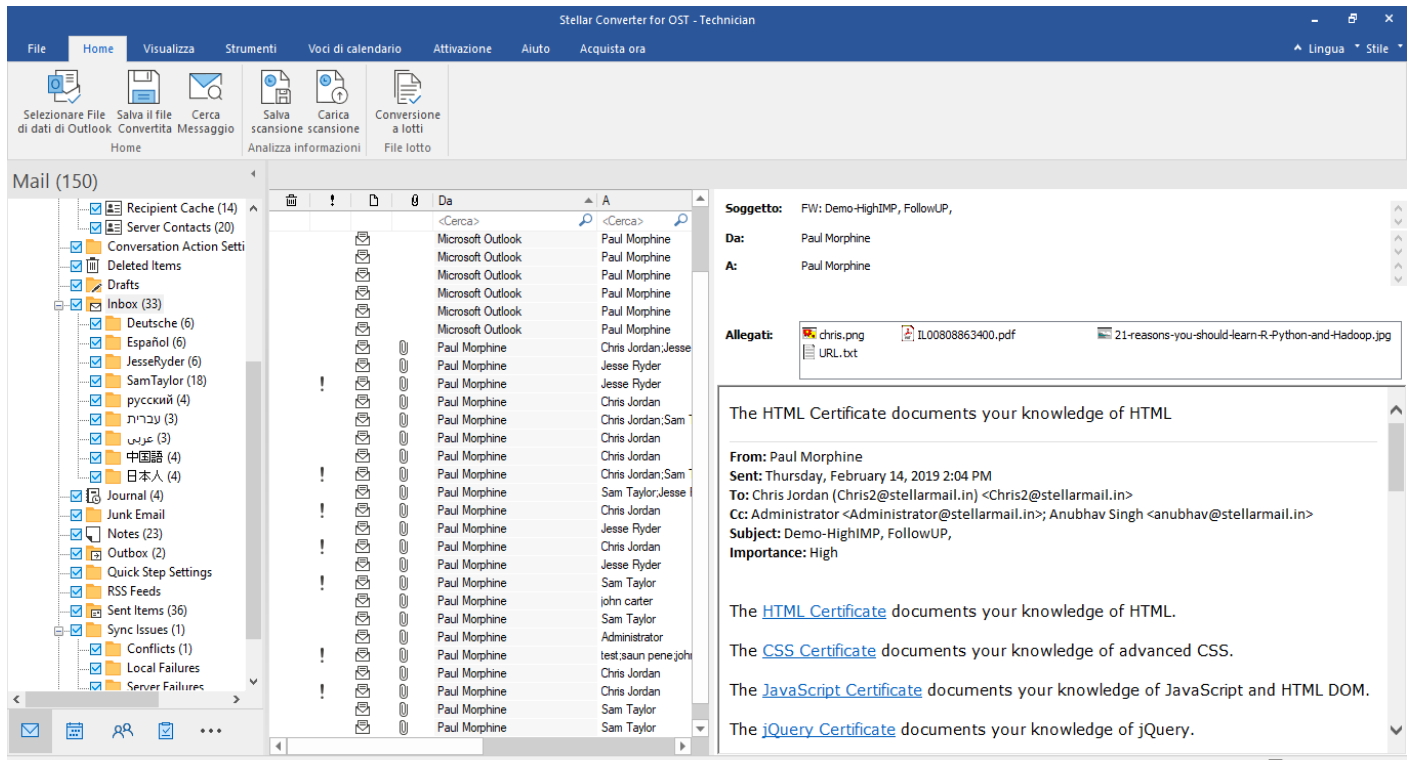 Stellar Converter for OST - Technician
File Home Visualizza Strumenti Voci di calendario Attivazione Aiuto Acquista ora Lingua Stile
Selezionare File di dati di Outlook
Salva il file Convertita
Cerca Messaggio
Salva scansione
Carica scansione
Conversione a lotti
Home Analizza informazioni File lotto
Mail (150)
Recipient Cache (14)
Server Contacts (20)
Conversation Action Setti
Deleted Items
Drafts
Inbox (33)
Deutsche (6)
Español (6)
JesseRyder (6)
SamTaylor (18)
русский (4)
עברית (3)
عربى (3)
中国語 (4)
日本人 (4)
Journal (4)
Junk Email
Notes (23)
Outbox (2)
Quick Step Settings
RSS Feeds
Sent Items (36)
Sync Issues (1)
Conflicts (1)
Local Failures
Server Failures
Da A
<Cerca> <Cerca>
Microsoft Outlook Paul Morphine
Microsoft Outlook Paul Morphine
Microsoft Outlook Paul Morphine
Microsoft Outlook Paul Morphine
Microsoft Outlook Paul Morphine
Microsoft Outlook Paul Morphine
Paul Morphine Chris Jordan;Jesse
Paul Morphine Jesse Ryder
! Paul Morphine Jesse Ryder
Paul Morphine Chris Jordan
Paul Morphine Chris Jordan;Sam
Paul Morphine Chris Jordan
Paul Morphine Chris Jordan
! Paul Morphine Chris Jordan;Sam
Paul Morphine Sam Taylor;Jesse
! Paul Morphine Chris Jordan
Paul Morphine Jesse Ryder
! Paul Morphine Chris Jordan
Paul Morphine Jesse Ryder
! Paul Morphine Sam Taylor
Paul Morphine john carter
Paul Morphine Sam Taylor
Paul Morphine Administrator
! Paul Morphine test;saun pene;john
Paul Morphine Chris Jordan
! Paul Morphine Chris Jordan
Paul Morphine Sam Taylor
Paul Morphine Sam Taylor
Soggetto: FW: Demo-HighIMP, FollowUP,
Da: Paul Morphine
A: Paul Morphine
Allegati: chris.png IL00808863400.pdf 21-reasons-you-should-learn-R-Python-and-Hadoop.jpg
URL.txt
The HTML Certificate documents your knowledge of HTML
From: Paul Morphine
Sent: Thursday, February 14, 2019 2:04 PM
To: Chris Jordan (Chris2@stellarmail.in) <Chris2@stellarmail.in>
Cc: Administrator <Administrator@stellarmail.in>; Anubhav Singh <anubhav@stellarmail.in>
Subject: Demo-HighIMP, FollowUP,
Importance: High
The HTML Certificate documents your knowledge of HTML.
The CSS Certificate documents your knowledge of advanced CSS.
The JavaScript Certificate documents your knowledge of JavaScript and HTML DOM.
The jQuery Certificate documents your knowledge of jQuery.